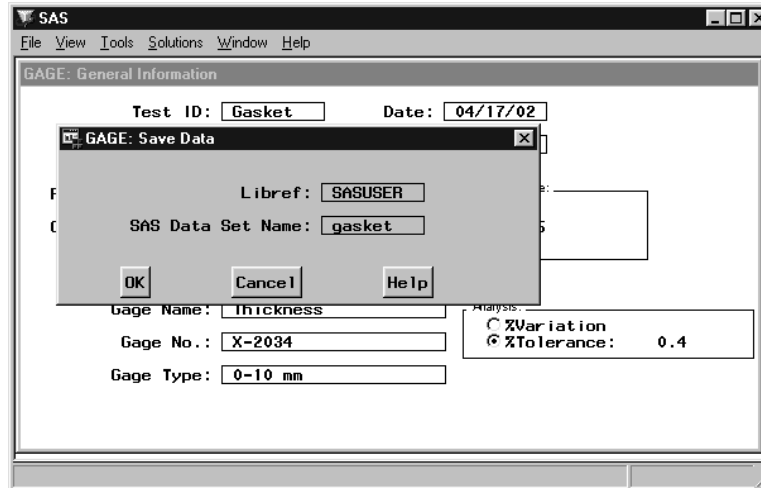 SAS
File View Tools Solutions Window Help
GAGE: General Information
Test ID: Gasket Date: 04/17/02
GAGE: Save Data
Libref: SASUSER
SAS Data Set Name: gasket
OK Cancel Help
Gage Name: Thickness
Analysis:
%Variation
Gage No.: X-2034 %Tolerance: 0.4
Gage Type: 0-10 mm